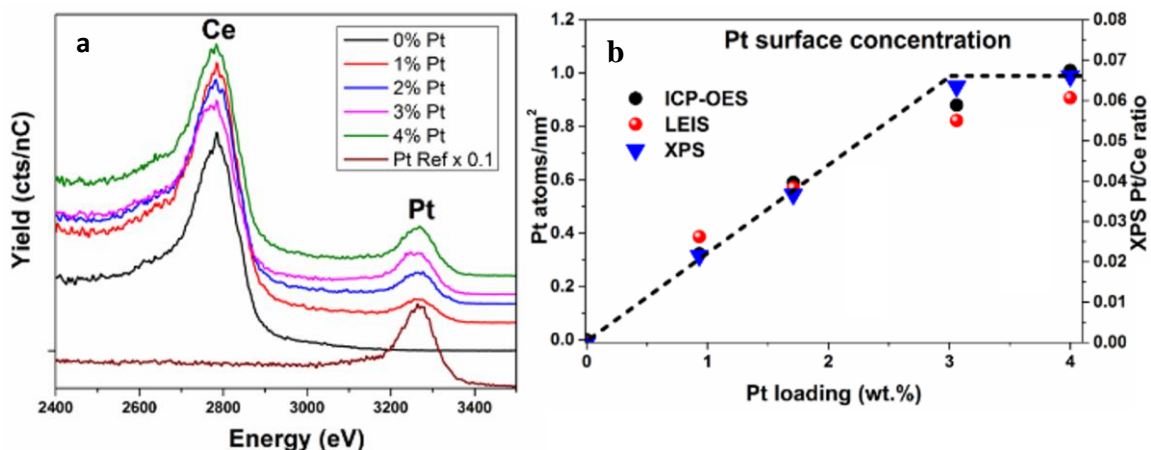 a
Ce
Pt
0% Pt
1% Pt
2% Pt
3% Pt
4% Pt
Pt Ref x 0.1
Yield (cts/nC)
2400 2600 2800 3000 3200 3400
Energy (eV)
b
Pt surface concentration
ICP-OES
LEIS
XPS
Pt atoms/nm²
1.2
1.0
0.8
0.6
0.4
0.2
0.0
0 1 2 3 4
Pt loading (wt.%)
0.08
0.07
0.06
0.05
0.04
0.03
0.02
0.01
0.00
XPS Pt/Ce ratio